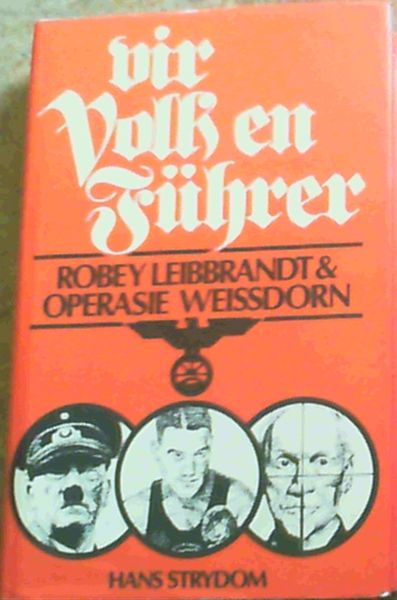 vir
Volk en
Führer
ROBEY LEIBBRANDT &
OPERASIE WEISSDORN
HANS STRYDOM